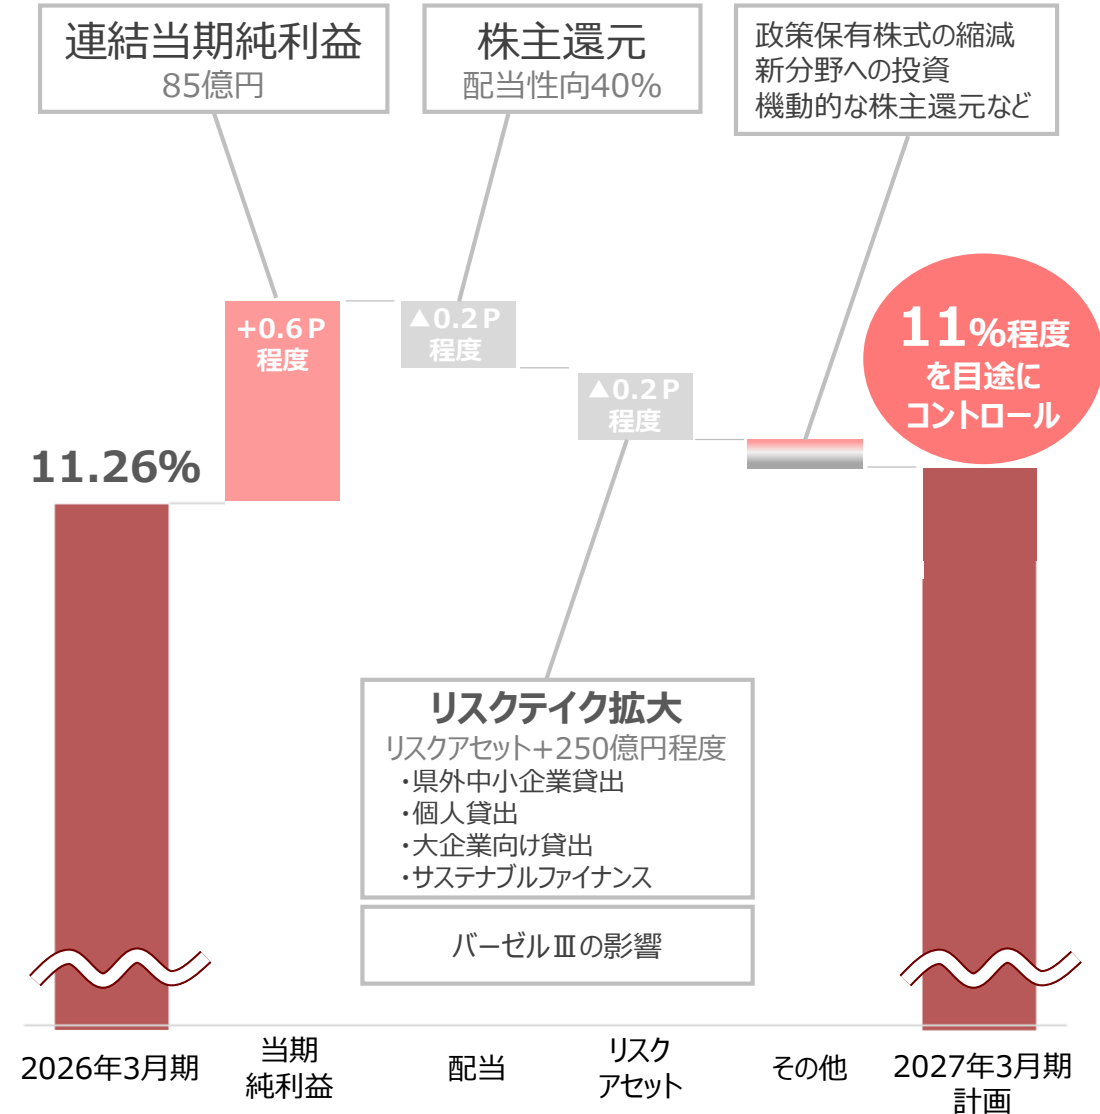 連結当期純利益
85億円
株主還元
配当性向40%
政策保有株式の縮減
新分野への投資
機動的な株主還元など
11.26%
+0.6P
程度
▲0.2P
程度
▲0.2P
程度
11%程度
を目途に
コントロール
リスクテイク拡大
リスクアセット+250億円程度
・県外中小企業貸出
・個人貸出
・大企業向け貸出
・サステナブルファイナンス
バーゼルⅢの影響
2026年3月期
当期
純利益
配当
リスク
アセット
その他
2027年3月期
計画